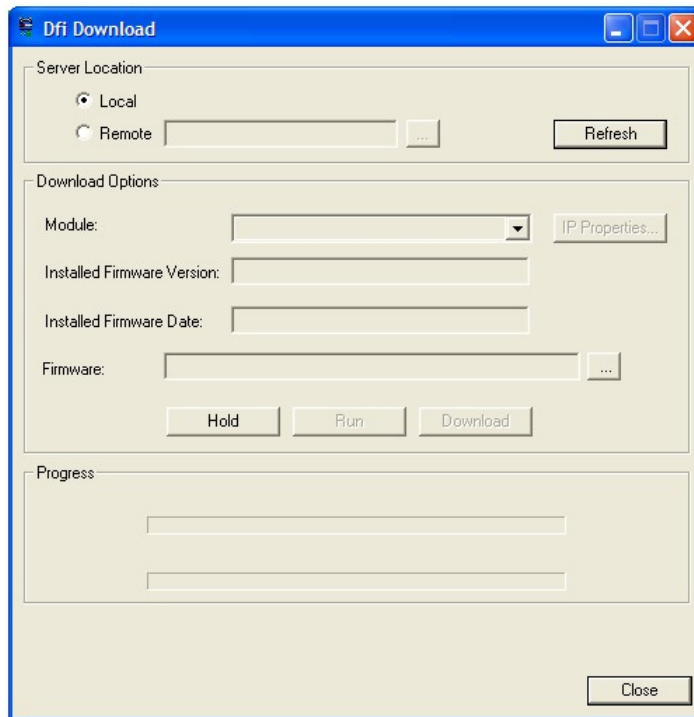 Dfi Download
Server Location
Local
Remote ... Refresh
Download Options
Module: IP Properties...
Installed Firmware Version:
Installed Firmware Date:
Firmware: ...
Hold Run Download
Progress
Close